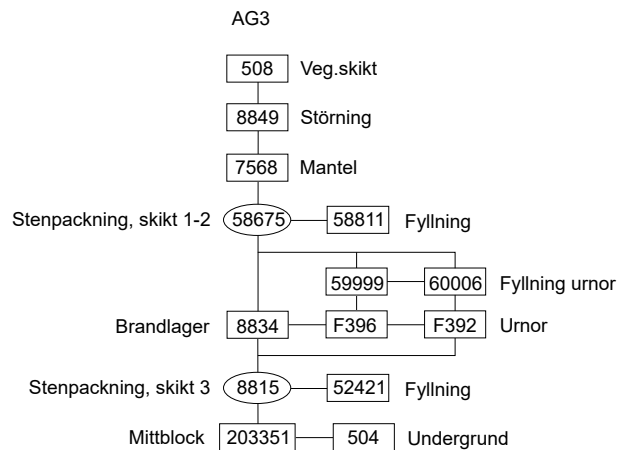 AG3
508 Veg.skikt
8849 Störning
7568 Mantel
Stenpackning, skikt 1-2 58675 58811 Fyllning
59999 60006 Fyllning urnor
Brandlager 8834 F396 F392 Urnor
Stenpackning, skikt 3 8815 52421 Fyllning
Mittblock 203351 504 Undergrund